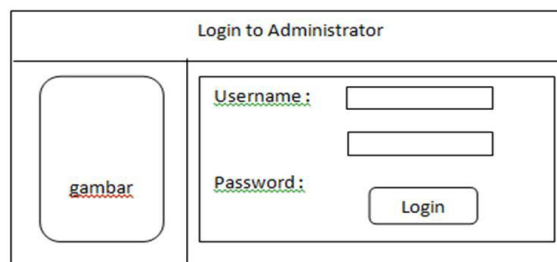 Login to Administrator
gambar
Username :
Password :
Login